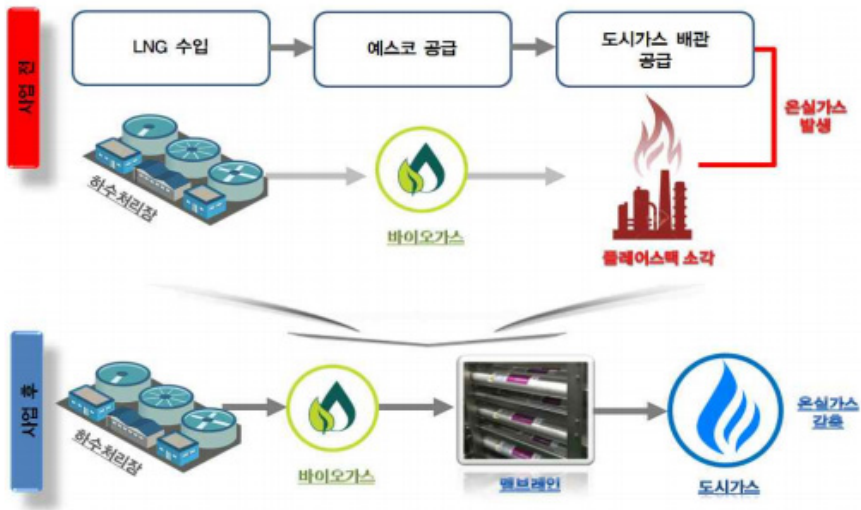 사업 전
LNG 수입
예스코 공급
도시가스 배관
공급
온실가스
발생
하수처리장
바이오가스
플레이스택 소각
사업 후
하수처리장
바이오가스
멤브레인
도시가스
온실가스
감축